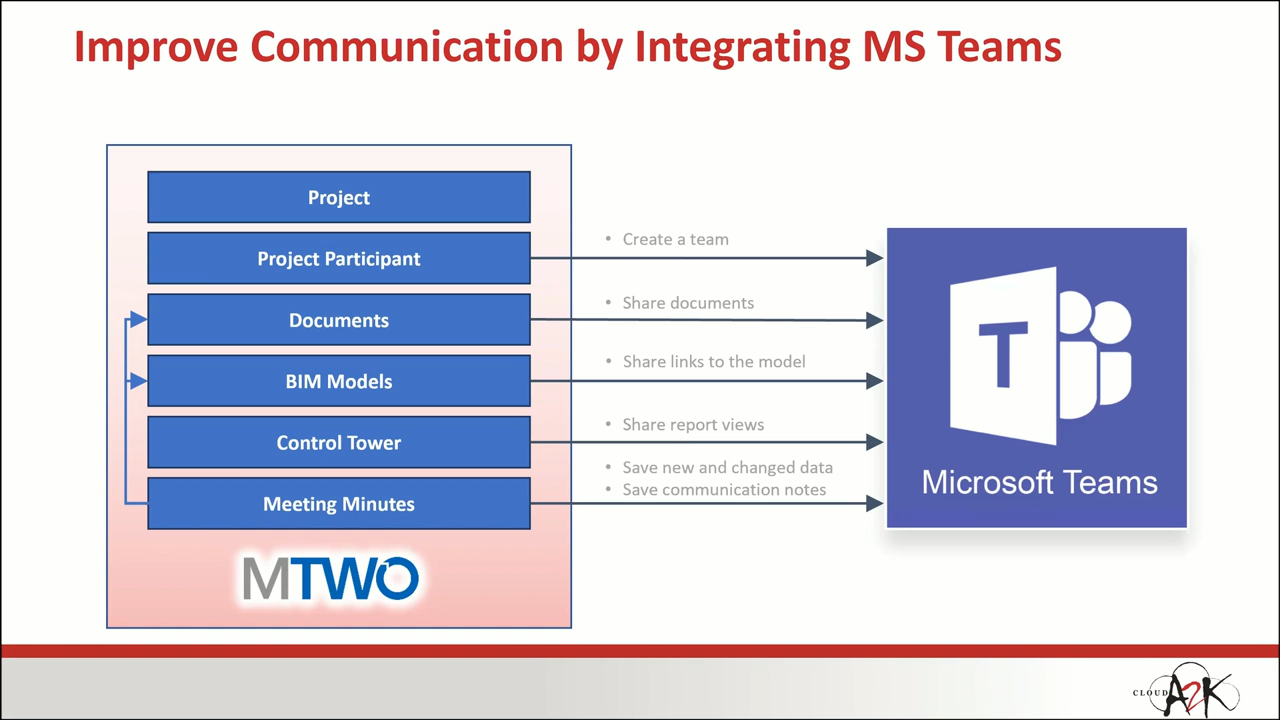 Improve Communication by Integrating MS Teams
Project
Project Participant
• Create a team
Documents
• Share documents
BIM Models
• Share links to the model
Control Tower
• Share report views
Meeting Minutes
• Save new and changed data
• Save communication notes
MTWO
T
Microsoft Teams
CLOUD A2K